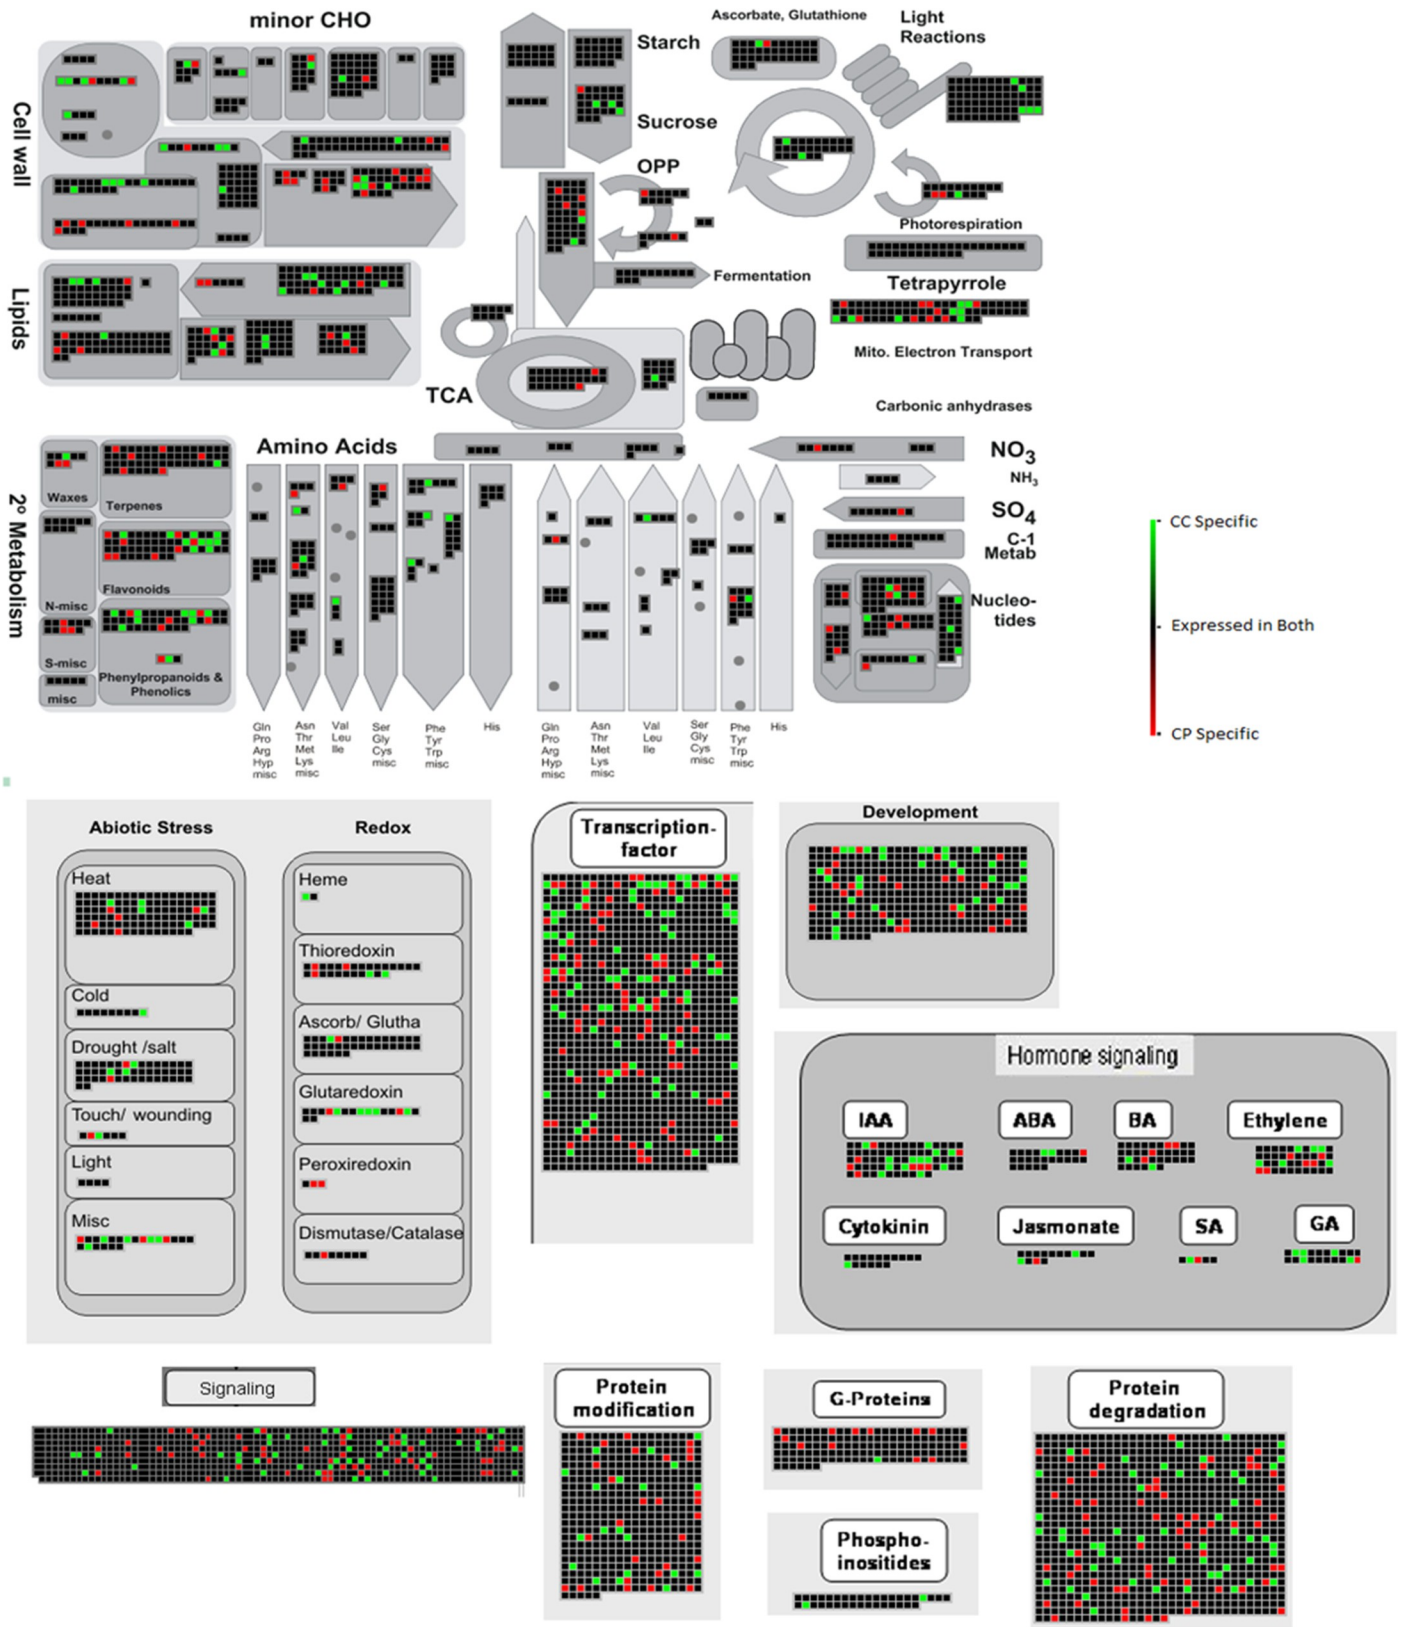 minor CHO
Cell wall
Lipids
2º Metabolism
Starch
Sucrose
OPP
Fermentation
TCA
Ascorbate, Glutathione
Light
Reactions
Photorespiration
Tetrapyrrole
Mito. Electron Transport
Carbonic anhydrases
Amino Acids
NO3
NH3
SO4
C-1
Metab
Nucleo-
tides
Waxes
Terpenes
Flavonoids
N-misc
S-misc
misc
Phenylpropanoids &
Phenolics
Gln
Pro
Arg
Hyp
misc
Asn
Thr
Met
Lys
misc
Val
Leu
Ile
Ser
Gly
Cys
misc
Phe
Tyr
Trp
misc
His
Gln
Pro
Arg
Hyp
misc
Asn
Thr
Met
Lys
misc
Val
Leu
Ile
Ser
Gly
Cys
misc
Phe
Tyr
Trp
misc
His
CC Specific
Expressed in Both
CP Specific
Abiotic Stress
Heat
Cold
Drought /salt
Touch/ wounding
Light
Misc
Redox
Heme
Thioredoxin
Ascorb/ Glutha
Glutaredoxin
Peroxiredoxin
Dismutase/Catalase
Transcription-
factor
Development
Hormone signaling
IAA
ABA
BA
Ethylene
Cytokinin
Jasmonate
SA
GA
Signaling
Protein
modification
G-Proteins
Phospho-
inositides
Protein
degradation